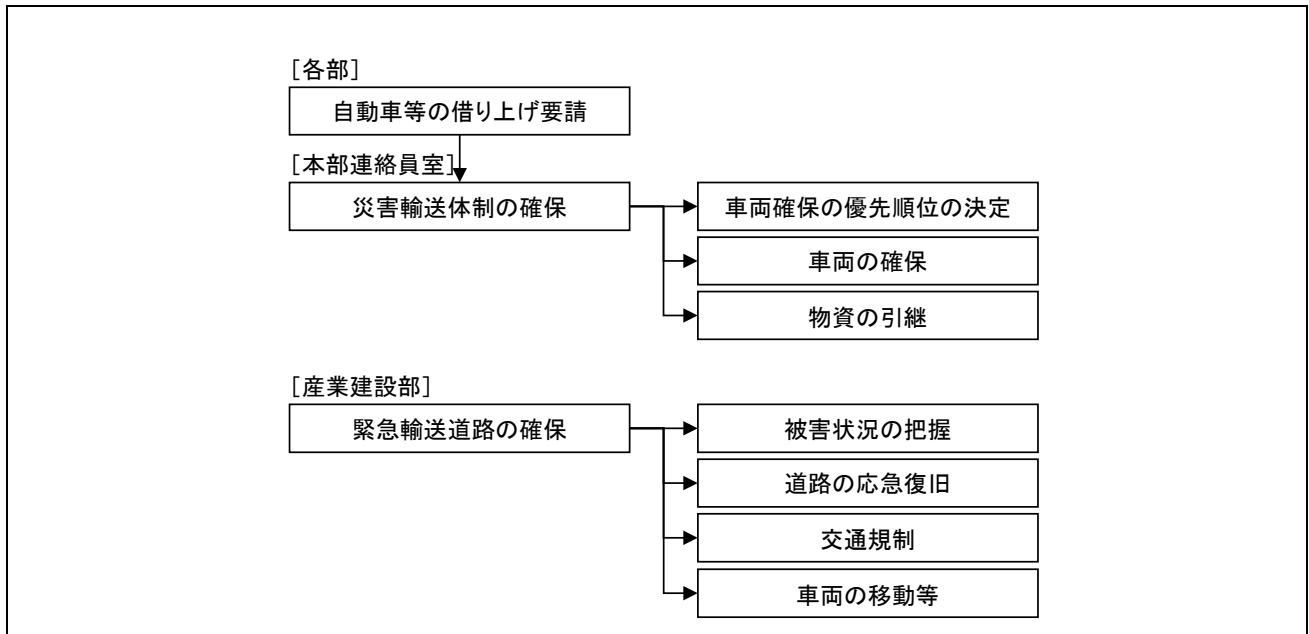 ［各部］
自動車等の借り上げ要請
［本部連絡員室］
災害輸送体制の確保
車両確保の優先順位の決定
車両の確保
物資の引継
［産業建設部］
緊急輸送道路の確保
被害状況の把握
道路の応急復旧
交通規制
車両の移動等